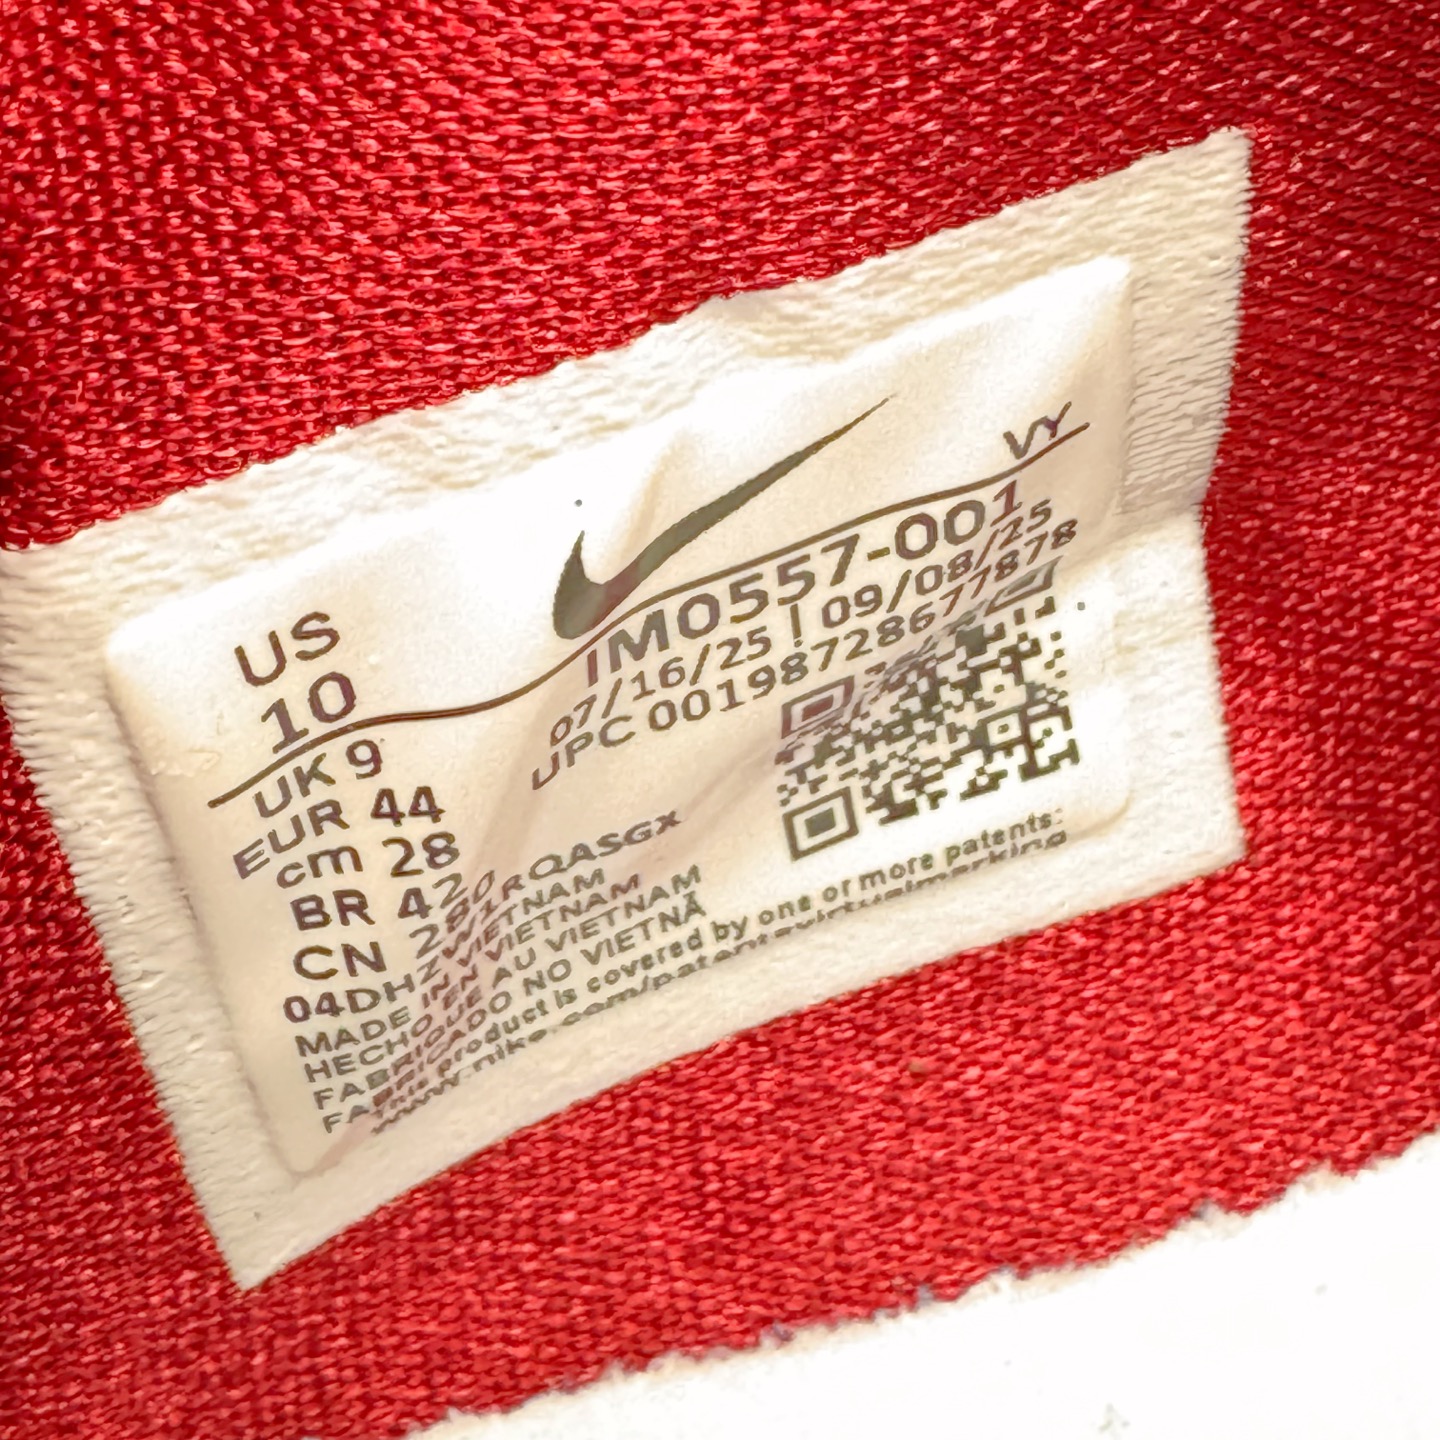 VY
US
10
UK 9
EUR 44
cm 28
BR 42
CN 280
IM0557-001
07/16/25 | 09/08/25
UPC 00198728677878
MADE IN VIETNAM
HECHO EN VIETNAM
FABRIQUE AU VIETNAM
FABRICADO NO VIETNÃ
This product is covered by one or more patents:
www.nike.com/patentsvirtualmarking